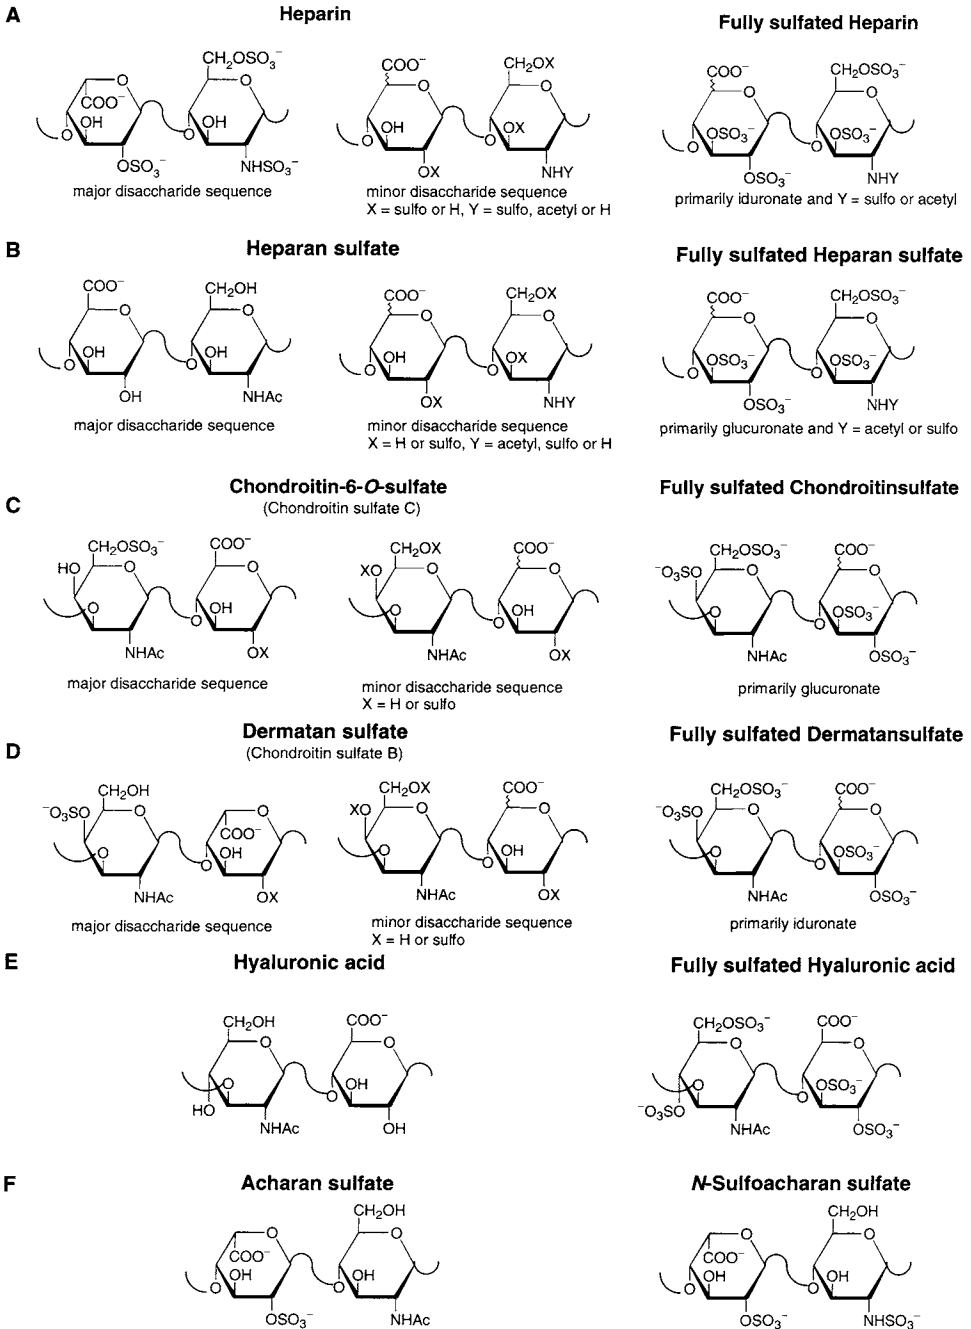 A
Heparin
Fully sulfated Heparin
CH₂OSO₃⁻
O
O
COO⁻
OH
OH
O
O
OSO₃⁻
NHSO₃⁻
major disaccharide sequence
COO⁻
CH₂OX
O
O
OH
OX
O
O
OX
NHY
minor disaccharide sequence
X = sulfo or H, Y = sulfo, acetyl or H
COO⁻
CH₂OSO₃⁻
O
O
OSO₃⁻
OSO₃⁻
O
O
OSO₃⁻
NHY
primarily iduronate and Y = sulfo or acetyl
B
Heparan sulfate
Fully sulfated Heparan sulfate
COO⁻
CH₂OH
O
O
OH
OH
O
O
OH
NHAc
major disaccharide sequence
COO⁻
CH₂OX
O
O
OH
OX
O
O
OX
NHY
minor disaccharide sequence
X = H or sulfo, Y = acetyl, sulfo or H
COO⁻
CH₂OSO₃⁻
O
O
OSO₃⁻
OSO₃⁻
O
O
OSO₃⁻
NHY
primarily glucuronate and Y = acetyl or sulfo
C
Chondroitin-6-O-sulfate
(Chondroitin sulfate C)
Fully sulfated Chondroitinsulfate
CH₂OSO₃⁻
COO⁻
HO
O
O
O
OH
O
NHAc
OX
major disaccharide sequence
CH₂OX
COO⁻
XO
O
O
O
OH
O
NHAc
OX
minor disaccharide sequence
X = H or sulfo
CH₂OSO₃⁻
COO⁻
⁻O₃SO
O
O
O
OSO₃⁻
O
NHAc
OSO₃⁻
primarily glucuronate
D
Dermatan sulfate
(Chondroitin sulfate B)
Fully sulfated Dermatansulfate
CH₂OH
⁻O₃SO
O
O
COO⁻
O
OH
O
NHAc
OX
major disaccharide sequence
CH₂OX
COO⁻
XO
O
O
O
OH
O
NHAc
OX
minor disaccharide sequence
X = H or sulfo
CH₂OSO₃⁻
COO⁻
⁻O₃SO
O
O
O
OSO₃⁻
O
NHAc
OSO₃⁻
primarily iduronate
E
Hyaluronic acid
Fully sulfated Hyaluronic acid
CH₂OH
COO⁻
O
O
O
OH
HO
O
NHAc
OH
CH₂OSO₃⁻
COO⁻
O
O
O
OSO₃⁻
⁻O₃SO
O
NHAc
OSO₃⁻
F
Acharan sulfate
N-Sulfoacharan sulfate
CH₂OH
O
O
COO⁻
OH
OH
O
O
OSO₃⁻
NHAc
CH₂OH
O
O
COO⁻
OH
OH
O
O
OSO₃⁻
NHSO₃⁻